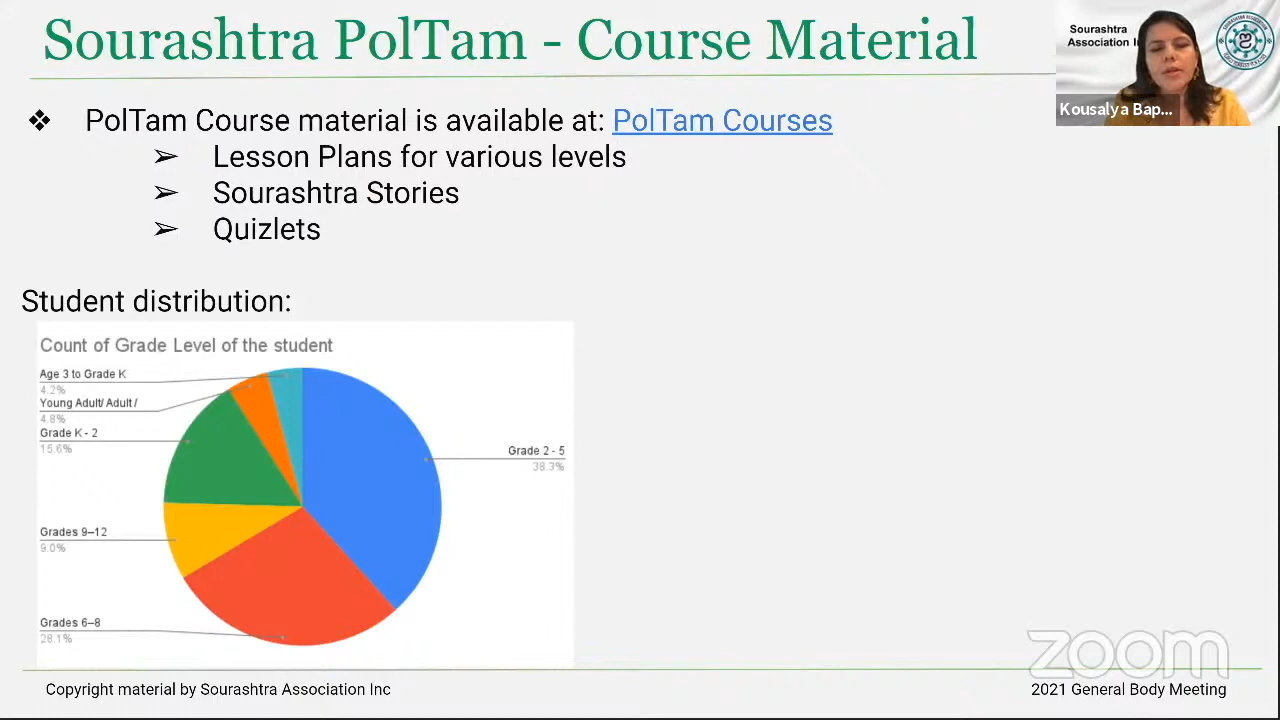 Sourashtra PolTam - Course Material
Sourashtra
Association I
Kousalya Bap...
❖ PolTam Course material is available at: PolTam Courses
➢ Lesson Plans for various levels
➢ Sourashtra Stories
➢ Quizlets
Student distribution:
Count of Grade Level of the student
Age 3 to Grade K
4.2%
Young Adult/ Adult /
4.8%
Grade K - 2
15.6%
Grade 2 - 5
38.3%
Grades 9–12
9.0%
Grades 6–8
28.1%
zoom
Copyright material by Sourashtra Association Inc
2021 General Body Meeting